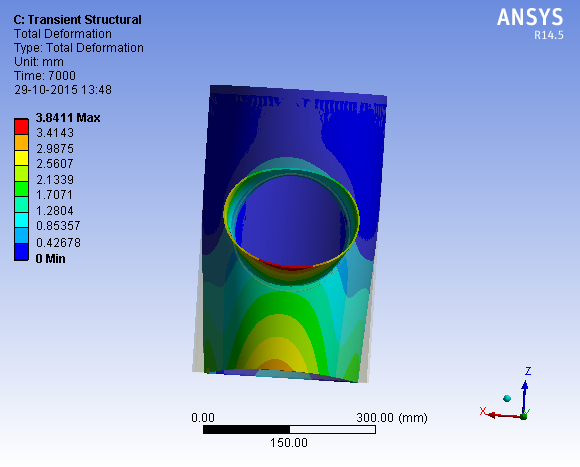 C: Transient Structural
Total Deformation
Type: Total Deformation
Unit: mm
Time: 7000
29-10-2015 13:48
ANSYS
R14.5
3.8411 Max
3.4143
2.9875
2.5607
2.1339
1.7071
1.2804
0.85357
0.42678
0 Min
0.00
300.00 (mm)
150.00
Z
X